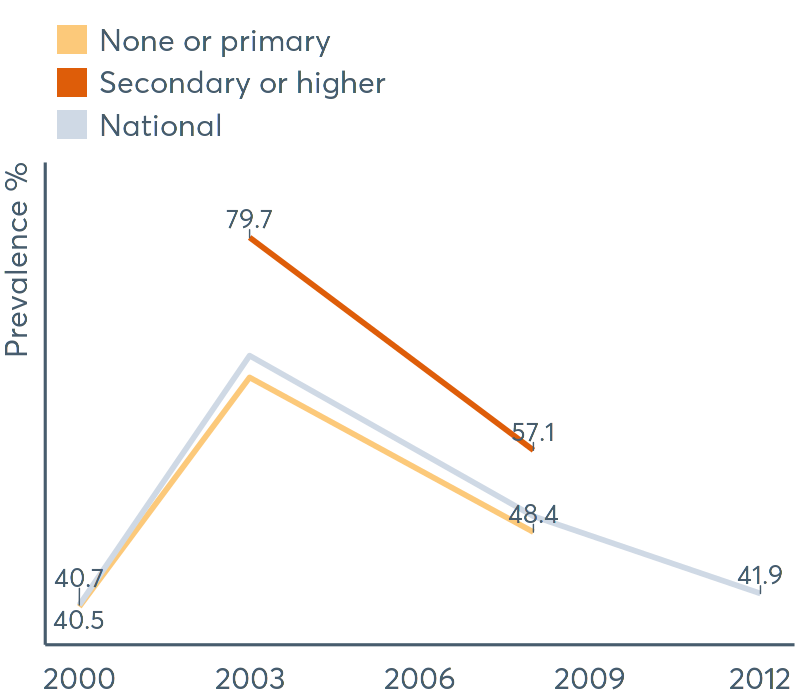 None or primary
Secondary or higher
National
Prevalence %
79.7
57.1
48.4
41.9
40.7
40.5
2000 2003 2006 2009 2012